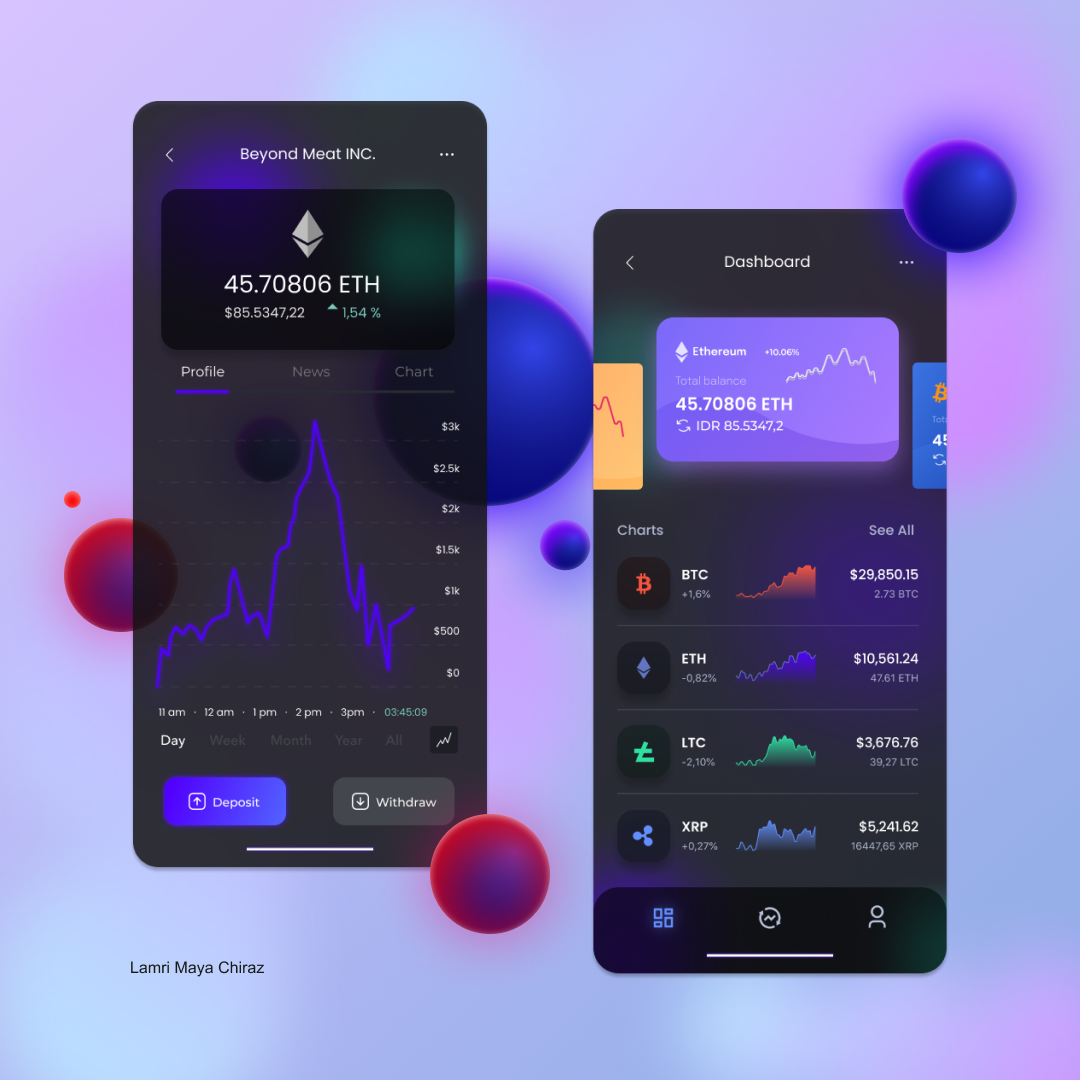 Beyond Meat INC.
45.70806 ETH
$85.5347,22 1,54 %
Profile News Chart
$3k
$2.5k
$2k
$1.5k
$1k
$500
$0
11 am · 12 am · 1 pm · 2 pm · 3pm · 03:45:09
Day Week Month Year All
Deposit Withdraw
Dashboard
Ethereum +10.06%
Total balance
45.70806 ETH
IDR 85.5347,2
Charts See All
BTC $29,850.15
+1,6% 2.73 BTC
ETH $10,561.24
-0,82% 47.61 ETH
LTC $3,676.76
-2,10% 39,27 LTC
XRP $5,241.62
+0,27% 16447,65 XRP
Lamri Maya Chiraz